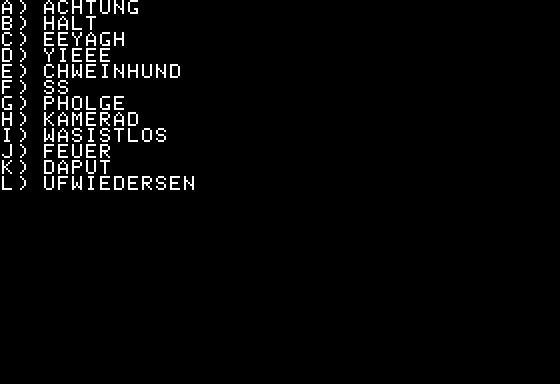 A) ACHTUNG
B) HALT
C) EEYAGH
D) YIEEE
E) CHWEINHUND
F) SS
G) PHOLGE
H) KAMERAD
I) WASISTLOS
J) FEUER
K) DAPUT
L) UFWIEDERSEN